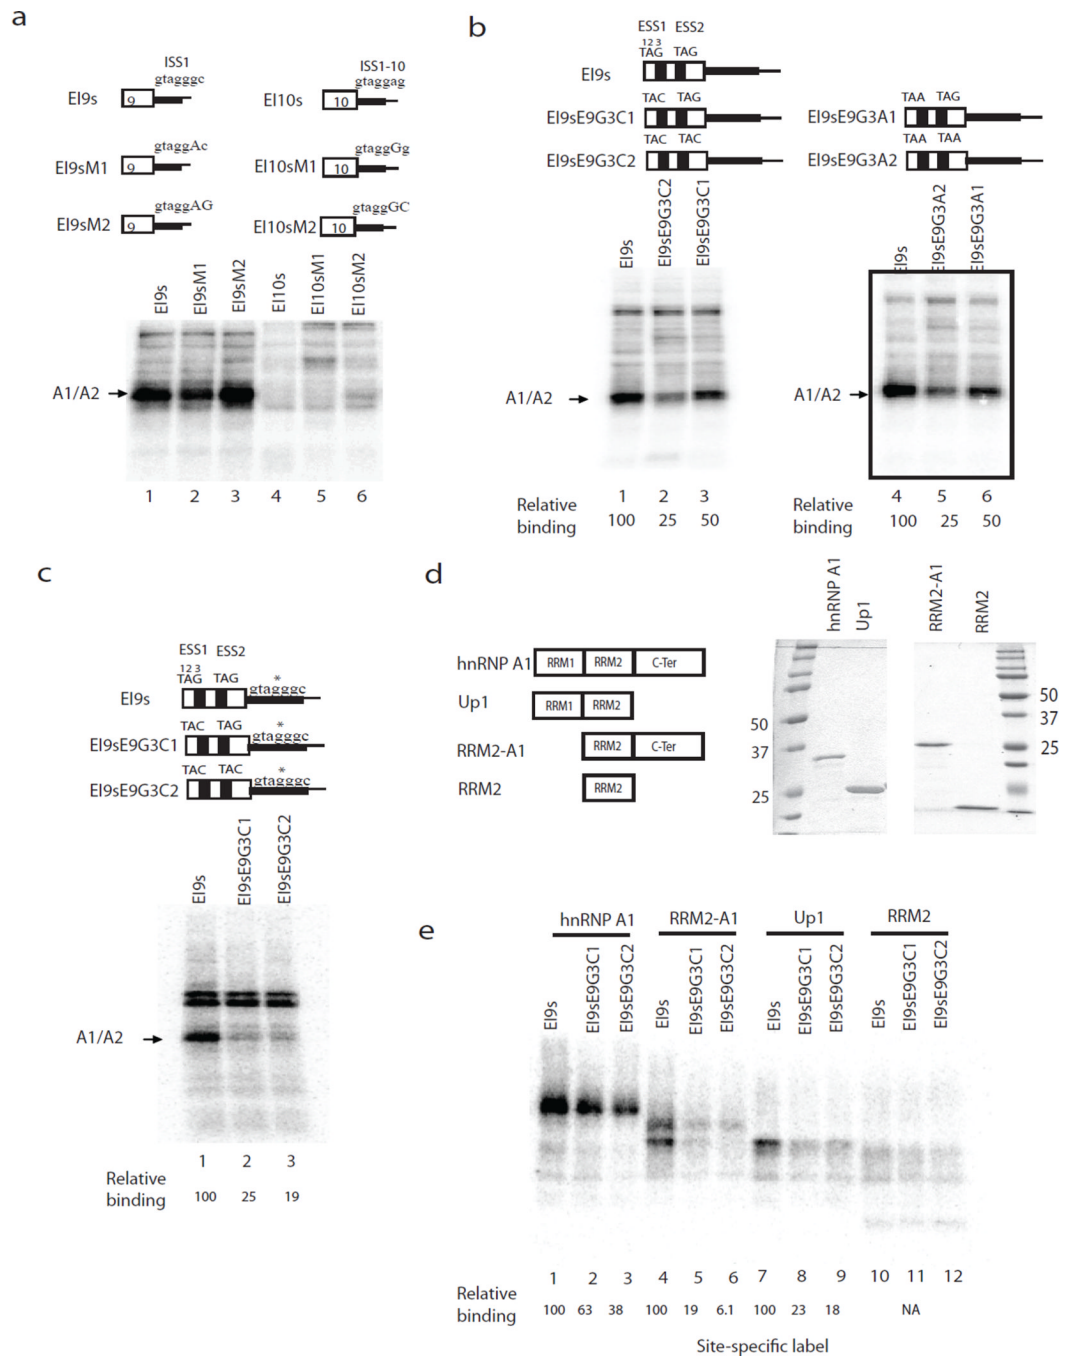 a
ISS1
gtagggc
EI9s
9
ISS1-10
gtaggag
EI10s
10
gtaggAc
EI9sM1
9
gtaggGg
EI10sM1
10
gtaggAG
EI9sM2
9
gtaggGC
EI10sM2
10
EI9s
EI9sM1
EI9sM2
EI10s
EI10sM1
EI10sM2
A1/A2
1 2 3 4 5 6
b
ESS1 ESS2
12 3
TAG TAG
EI9s
TAC TAG
EI9sE9G3C1
TAC TAC
EI9sE9G3C2
TAA TAG
EI9sE9G3A1
TAA TAA
EI9sE9G3A2
EI9s
EI9sE9G3C2
EI9sE9G3C1
A1/A2
1 2 3
Relative binding
100 25 50
EI9s
EI9sE9G3A2
EI9sE9G3A1
A1/A2
4 5 6
Relative binding
100 25 50
c
ESS1 ESS2
12 3
TAG TAG
*
gtagggc
EI9s
TAC TAG
*
gtagggc
EI9sE9G3C1
TAC TAC
*
gtagggc
EI9sE9G3C2
EI9s
EI9sE9G3C1
EI9sE9G3C2
A1/A2
1 2 3
Relative binding
100 25 19
d
hnRNP A1
RRM1 RRM2 C-Ter
Up1
RRM1 RRM2
RRM2-A1
RRM2 C-Ter
RRM2
RRM2
hnRNP A1
Up1
50
37
25
RRM2-A1
RRM2
50
37
25
e
hnRNP A1 RRM2-A1 Up1 RRM2
EI9s
EI9sE9G3C1
EI9sE9G3C2
EI9s
EI9sE9G3C1
EI9sE9G3C2
EI9s
EI9sE9G3C1
EI9sE9G3C2
EI9s
EI9sE9G3C1
EI9sE9G3C2
1 2 3 4 5 6 7 8 9 10 11 12
Relative binding
100 63 38 100 19 6.1 100 23 18 NA
Site-specific label